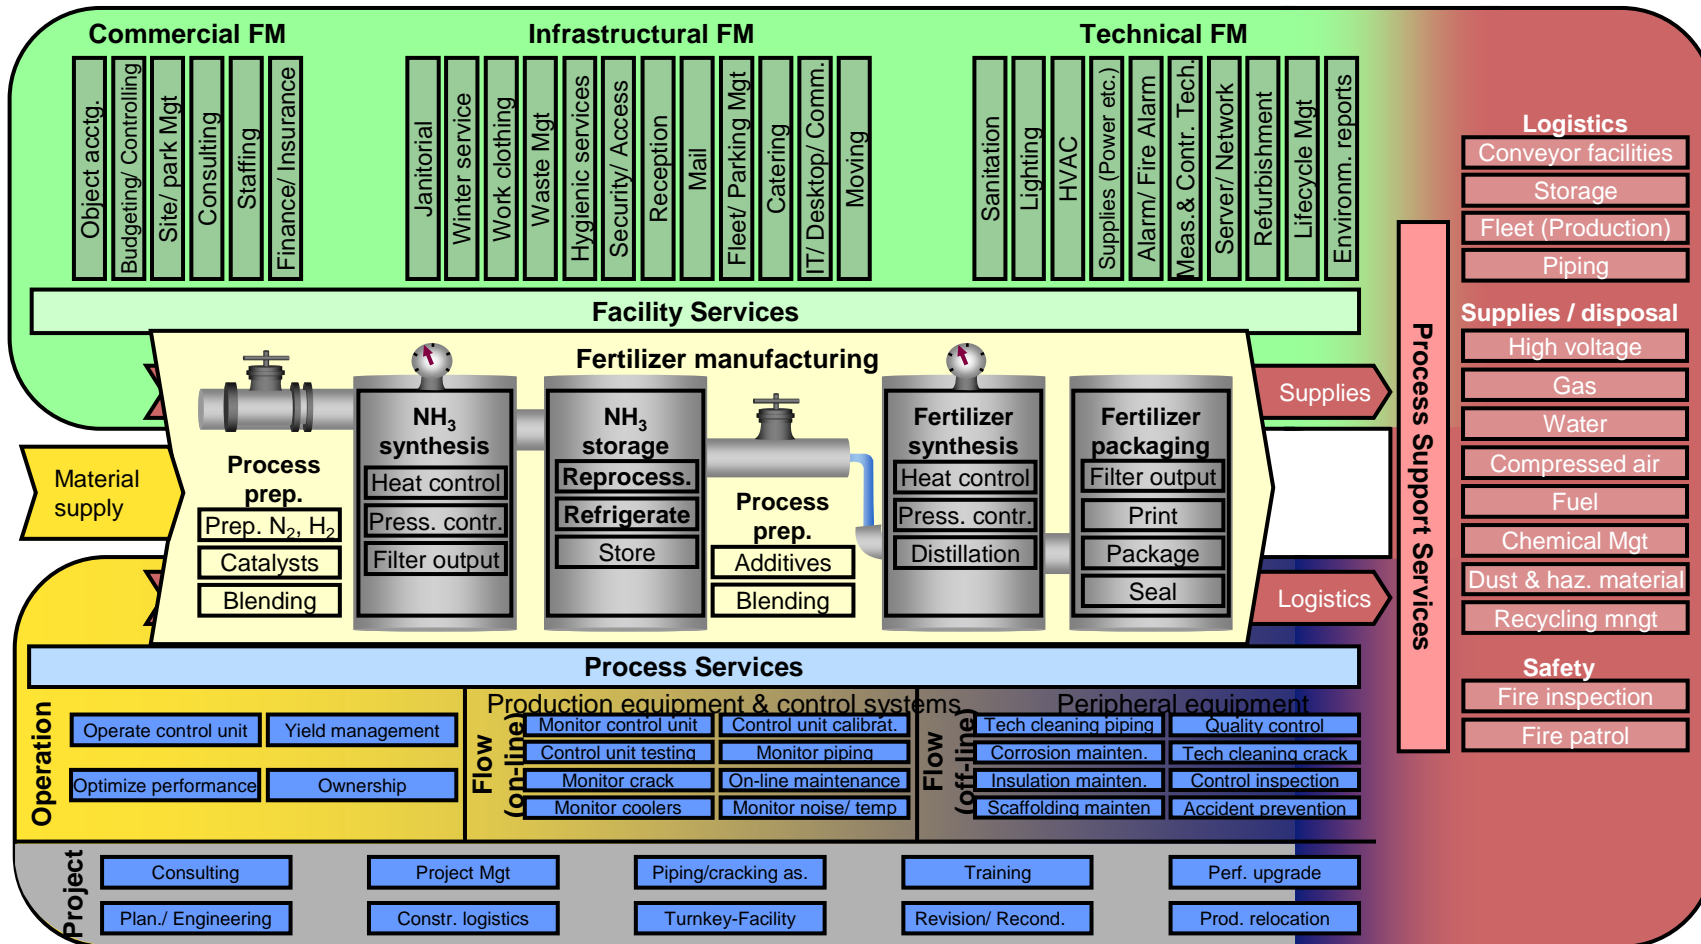 Commercial FM
Infrastructural FM
Technical FM
Object acctg.
Budgeting/ Controlling
Site/ park Mgt
Consulting
Staffing
Finance/ Insurance
Janitorial
Winter service
Work clothing
Waste Mgt
Hygienic services
Security/ Access
Reception
Mail
Fleet/ Parking Mgt
Catering
IT/ Desktop/ Comm.
Moving
Sanitation
Lighting
HVAC
Supplies (Power etc.)
Alarm/ Fire Alarm
Meas.& Contr. Tech.
Server/ Network
Refurbishment
Lifecycle Mgt
Environm. reports
Facility Services
Fertilizer manufacturing
Material
supply
Process
prep.
Prep. N₂, H₂
Catalysts
Blending
NH₃
synthesis
Heat control
Press. contr.
Filter output
NH₃
storage
Reprocess.
Refrigerate
Store
Process
prep.
Additives
Blending
Fertilizer
synthesis
Heat control
Press. contr.
Distillation
Fertilizer
packaging
Filter output
Print
Package
Seal
Supplies
Logistics
Process Support Services
Logistics
Conveyor facilities
Storage
Fleet (Production)
Piping
Supplies / disposal
High voltage
Gas
Water
Compressed air
Fuel
Chemical Mgt
Dust & haz. material
Recycling mngt
Safety
Fire inspection
Fire patrol
Process Services
Operation
Operate control unit
Yield management
Optimize performance
Ownership
Production equipment & control systems
Flow
(on-line)
Monitor control unit
Control unit calibrat.
Control unit testing
Monitor piping
Monitor crack
On-line maintenance
Monitor coolers
Monitor noise/ temp
Peripheral equipment
Flow
(off-line)
Tech cleaning piping
Quality control
Corrosion mainten.
Tech cleaning crack
Insulation mainten.
Control inspection
Scaffolding mainten
Accident prevention
Project
Consulting
Project Mgt
Piping/cracking as.
Training
Perf. upgrade
Plan./ Engineering
Constr. logistics
Turnkey-Facility
Revision/ Recond.
Prod. relocation